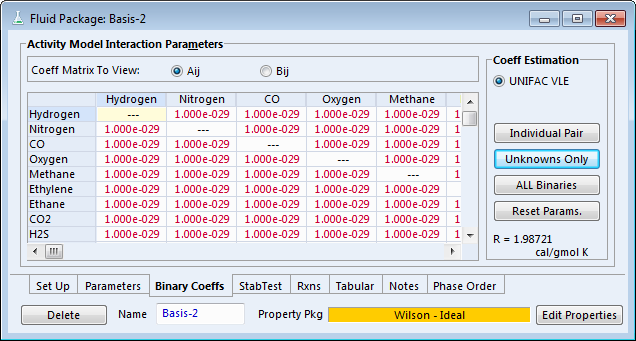 Fluid Package: Basis-2
Activity Model Interaction Parameters
Coeff Matrix To View: Aij Bij
Coeff Estimation
UNIFAC VLE
Hydrogen Nitrogen CO Oxygen Methane
Hydrogen --- 1.000e-029 1.000e-029 1.000e-029 1.000e-029 1
Nitrogen 1.000e-029 --- 1.000e-029 1.000e-029 1.000e-029 1
CO 1.000e-029 1.000e-029 --- 1.000e-029 1.000e-029 1
Oxygen 1.000e-029 1.000e-029 1.000e-029 --- 1.000e-029 1
Methane 1.000e-029 1.000e-029 1.000e-029 1.000e-029 --- 1
Ethylene 1.000e-029 1.000e-029 1.000e-029 1.000e-029 1.000e-029
Ethane 1.000e-029 1.000e-029 1.000e-029 1.000e-029 1.000e-029 1
CO2 1.000e-029 1.000e-029 1.000e-029 1.000e-029 1.000e-029 1
H2S 1.000e-029 1.000e-029 1.000e-029 1.000e-029 1.000e-029 1
Individual Pair
Unknowns Only
ALL Binaries
Reset Params.
R = 1.98721
cal/gmol K
Set Up Parameters Binary Coeffs StabTest Rxns Tabular Notes Phase Order
Delete Name Basis-2 Property Pkg Wilson - Ideal Edit Properties